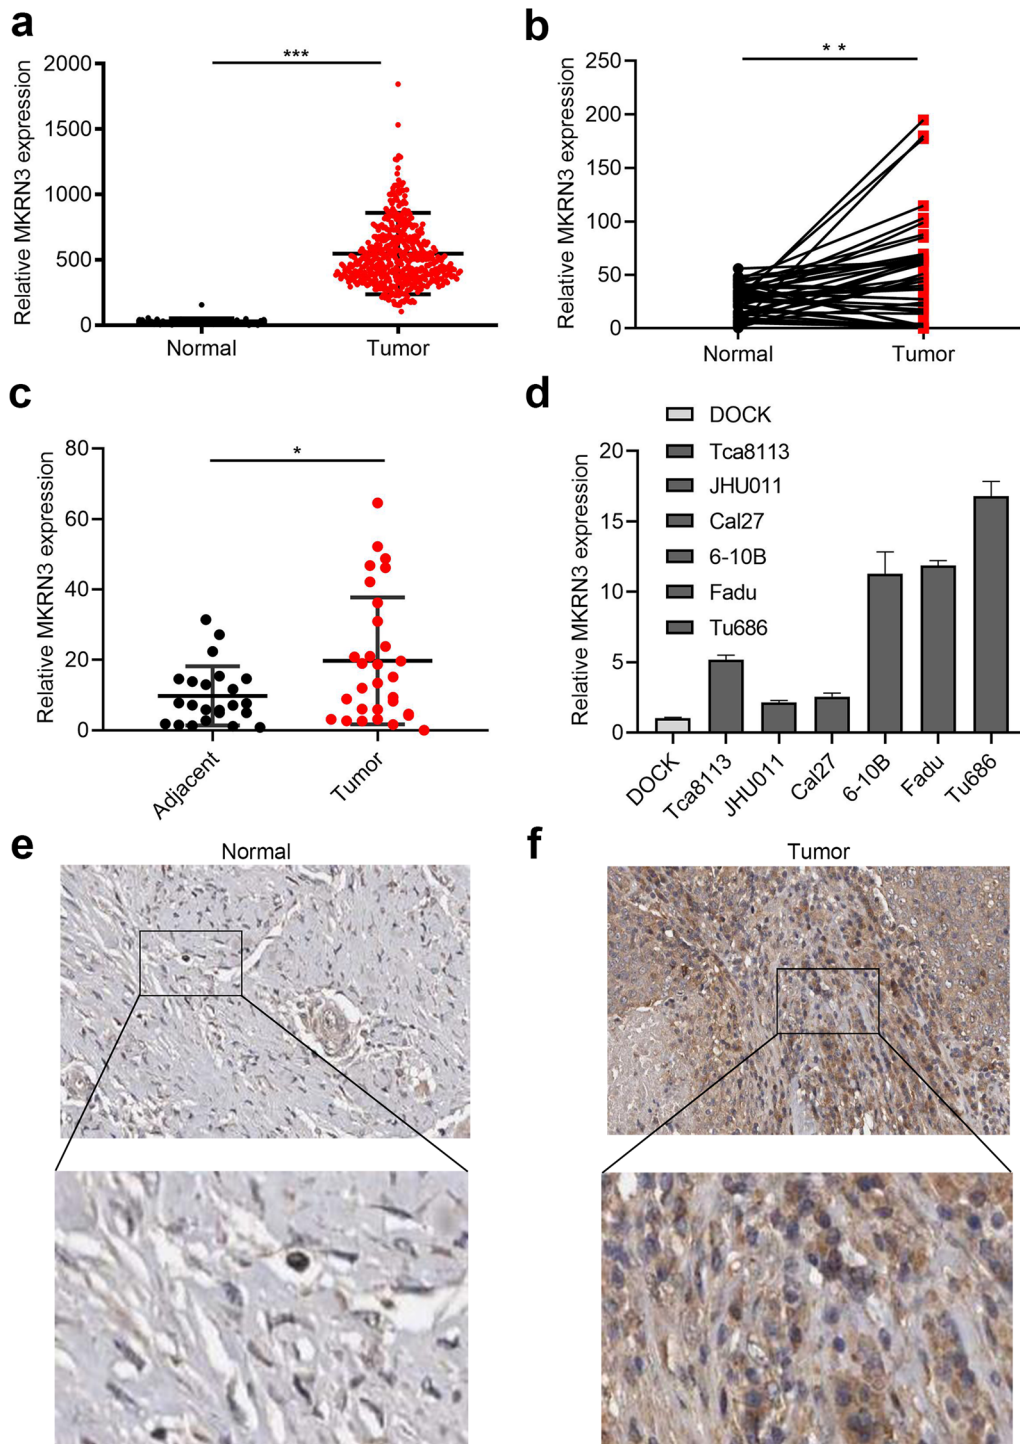 a
***
Relative MKRN3 expression
2000
1500
1000
500
0
Normal
Tumor
b
* *
Relative MKRN3 expression
250
200
150
100
50
0
Normal
Tumor
c
*
Relative MKRN3 expression
80
60
40
20
0
Adjacent
Tumor
d
DOCK
Tca8113
JHU011
Cal27
6-10B
Fadu
Tu686
Relative MKRN3 expression
20
15
10
5
0
DOCK
Tca8113
JHU011
Cal27
6-10B
Fadu
Tu686
e
Normal
f
Tumor